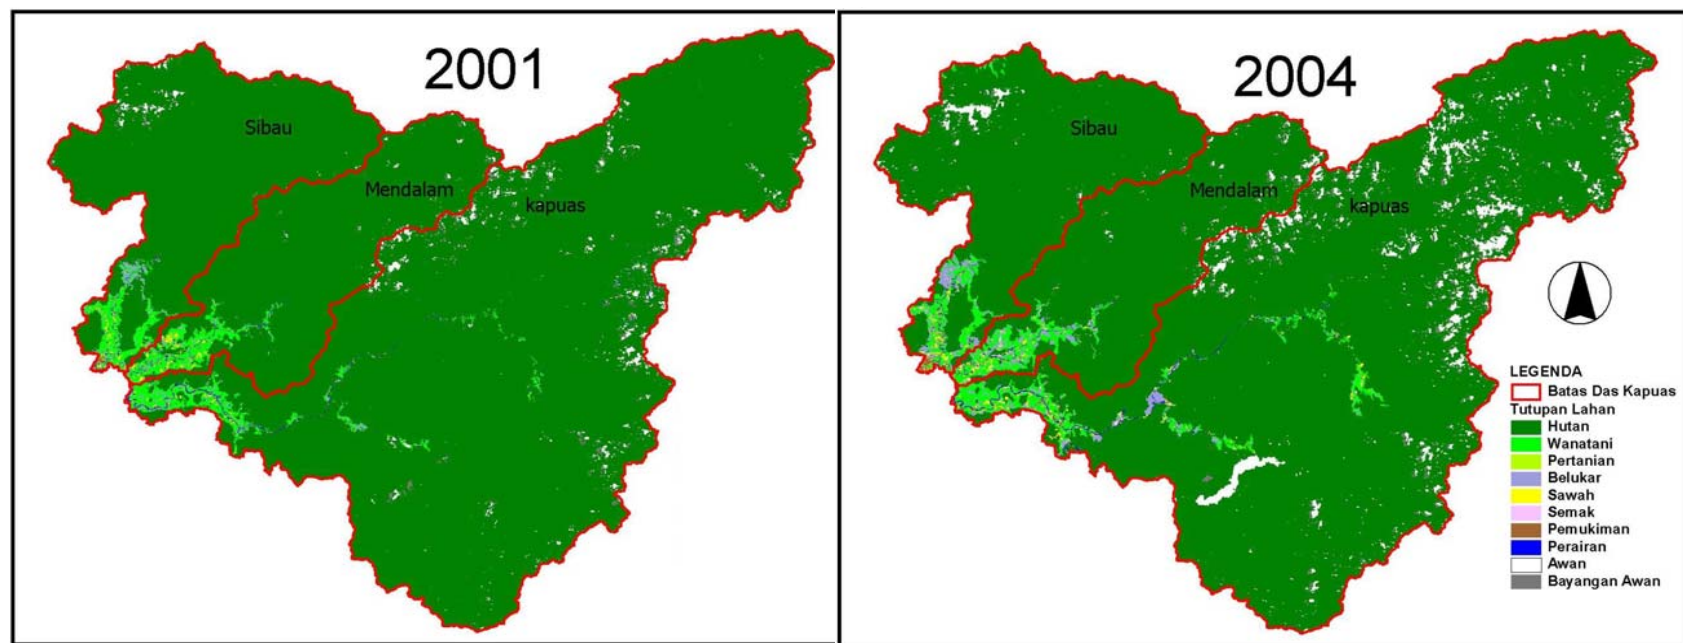 2001
Sibau
Mendalam
kapuas
2004
Sibau
Mendalam
kapuas
LEGENDA
Batas Das Kapuas
Tutupan Lahan
Hutan
Wanatani
Pertanian
Belukar
Sawah
Semak
Pemukiman
Perairan
Awan
Bayangan Awan